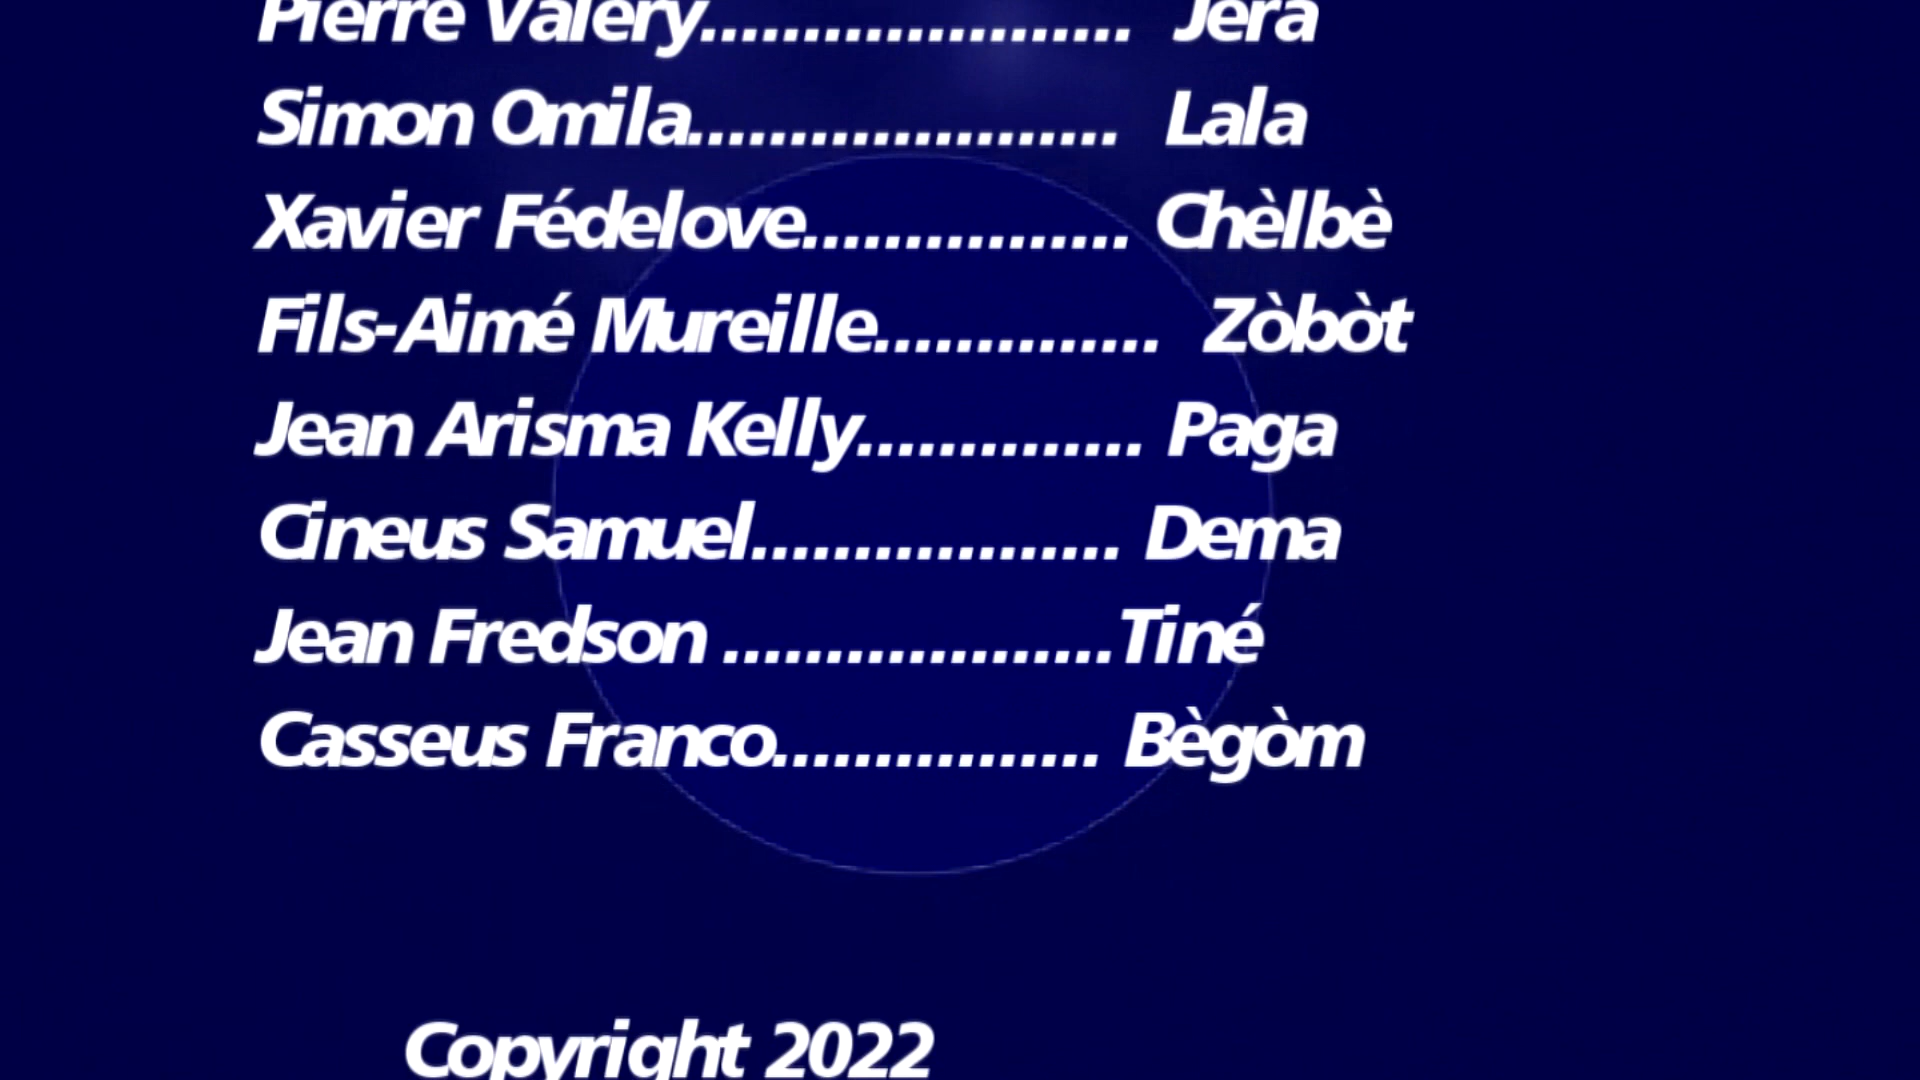 Pierre Valery..................... Jera
Simon Omila..................... Lala
Xavier Fédelove................ Chèlbè
Fils-Aimé Mureille.............. Zòbòt
Jean Arisma Kelly.............. Paga
Cineus Samuel.................. Dema
Jean Fredson ...................Tiné
Casseus Franco................ Bègòm
Copyright 2022